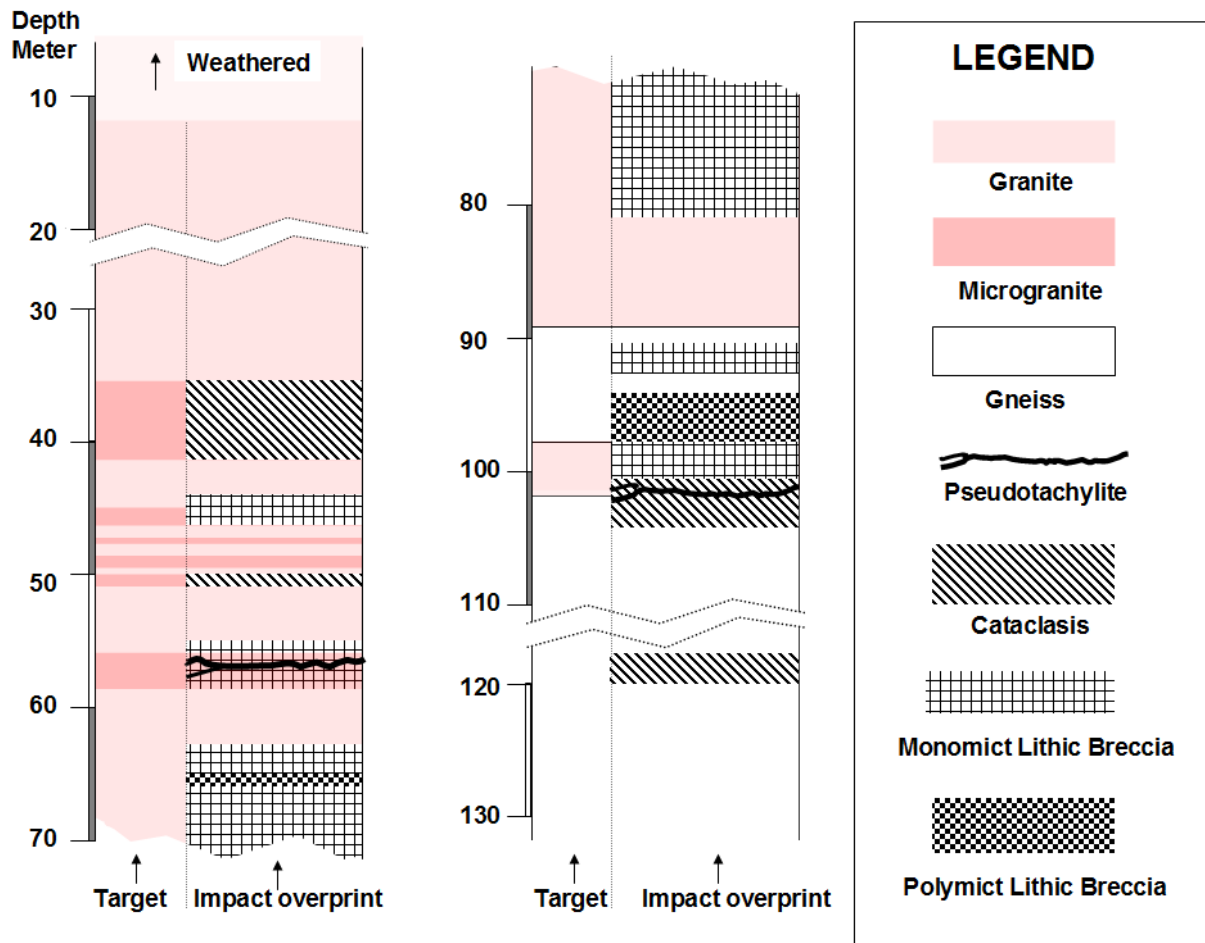 Depth
Meter
Weathered
10
20
30
40
50
60
70
Target
Impact overprint
80
90
100
110
120
130
Target
Impact overprint
LEGEND
Granite
Microgranite
Gneiss
Pseudotachylite
Cataclasis
Monomict Lithic Breccia
Polymict Lithic Breccia